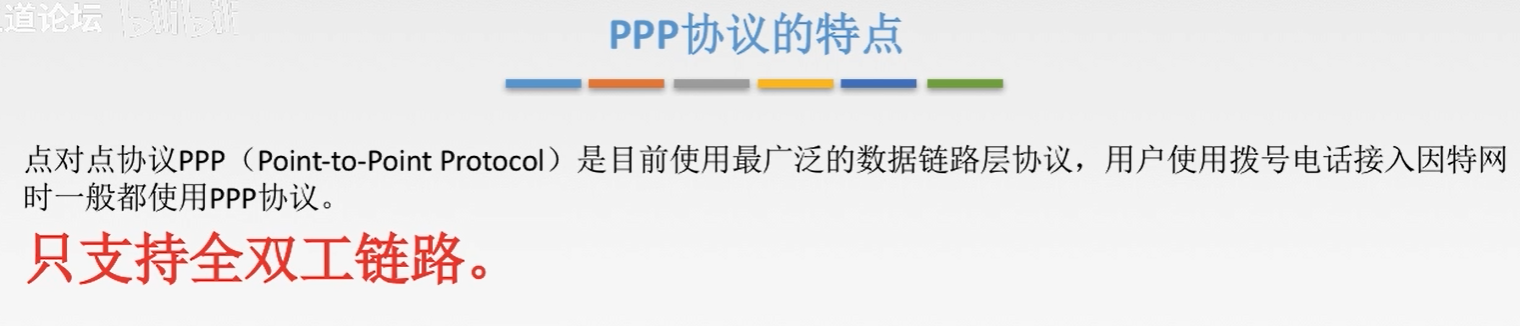 道论坛 bilibili
PPP协议的特点
点对点协议PPP（Point-to-Point Protocol）是目前使用最广泛的数据链路层协议，用户使用拨号电话接入因特网
时一般都使用PPP协议。
只支持全双工链路。